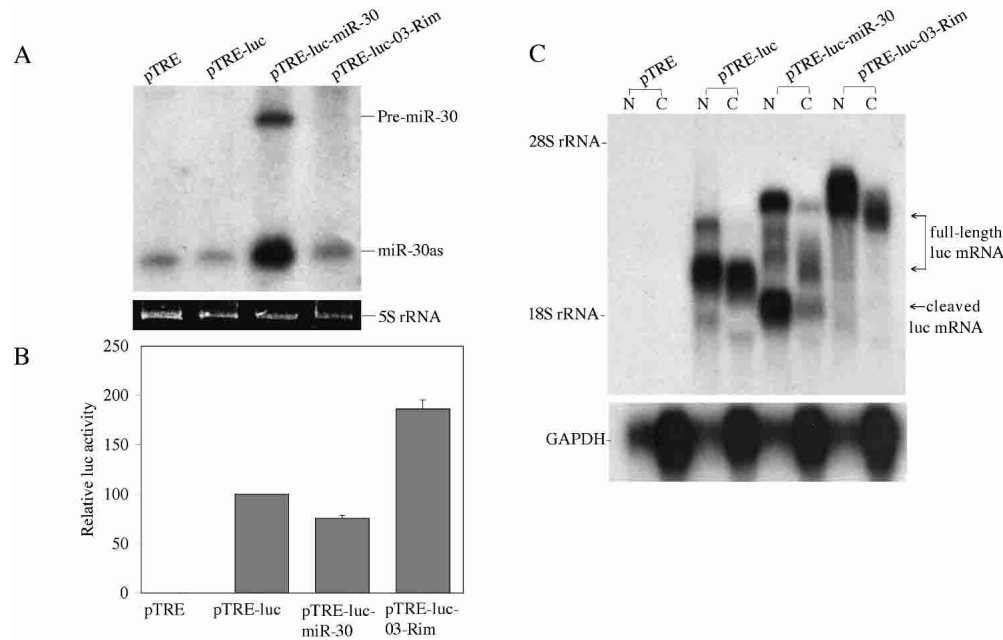 A
pTRE
pTRE-luc
pTRE-luc-miR-30
pTRE-luc-03-Rim
Pre-miR-30
miR-30as
5S rRNA
B
Relative luc activity
250
200
150
100
50
0
pTRE
pTRE-luc
pTRE-luc-
miR-30
pTRE-luc-
03-Rim
C
pTRE
pTRE-luc
pTRE-luc-miR-30
pTRE-luc-03-Rim
N C N C N C N C
28S rRNA-
full-length
luc mRNA
18S rRNA-
cleaved
luc mRNA
GAPDH-